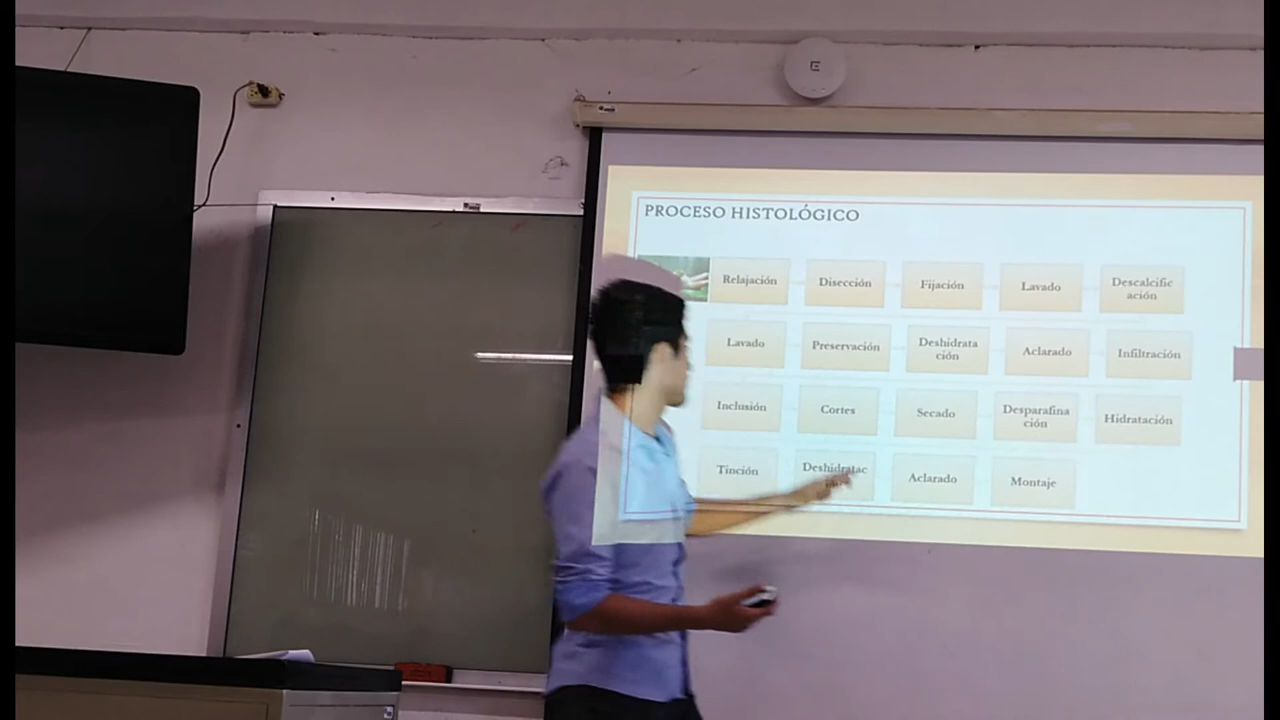 PROCESO HISTOLÓGICO
Relajación
Disección
Fijación
Lavado
Descalcific
ación
Lavado
Preservación
Deshidrata
ción
Aclarado
Infiltración
Inclusión
Cortes
Secado
Desparafina
ción
Hidratación
Tinción
Deshidratac
Aclarado
Montaje